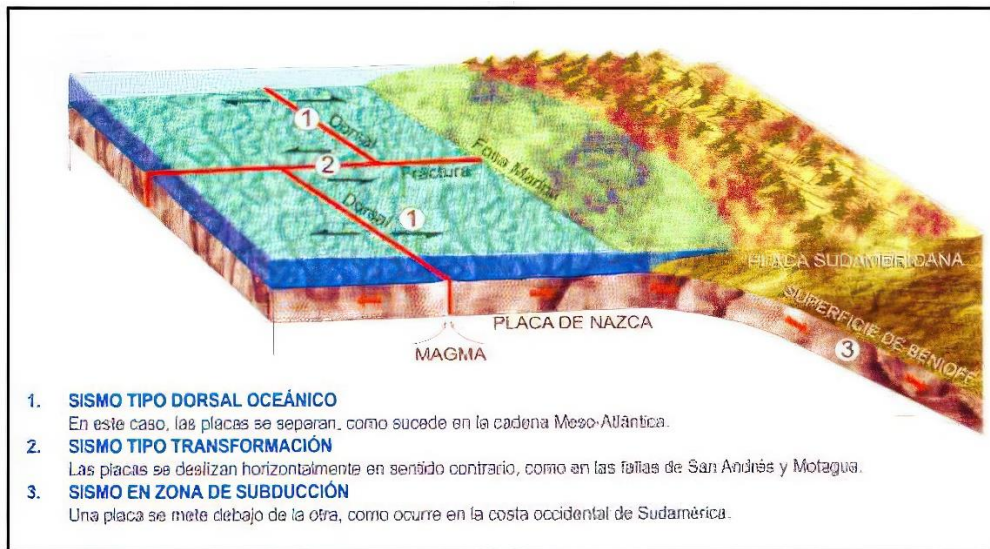 1
Dorsal
2
Fractura
Dorsal
1
Marina
PLACA SUDAMERICANA
SUPERFICIE DE BENIOFF
3
PLACA DE NAZCA
MAGMA
1. SISMO TIPO DORSAL OCEÁNICO
En este caso, las placas se separan, como sucede en la cadena Meso-Atlántica.
2. SISMO TIPO TRANSFORMACIÓN
Las placas se deslizan horizontalmente en sentido contrario, como en las fallas de San Andrés y Motagua.
3. SISMO EN ZONA DE SUBDUCCIÓN
Una placa se mete debajo de la otra, como ocurre en la costa occidental de Sudamérica.